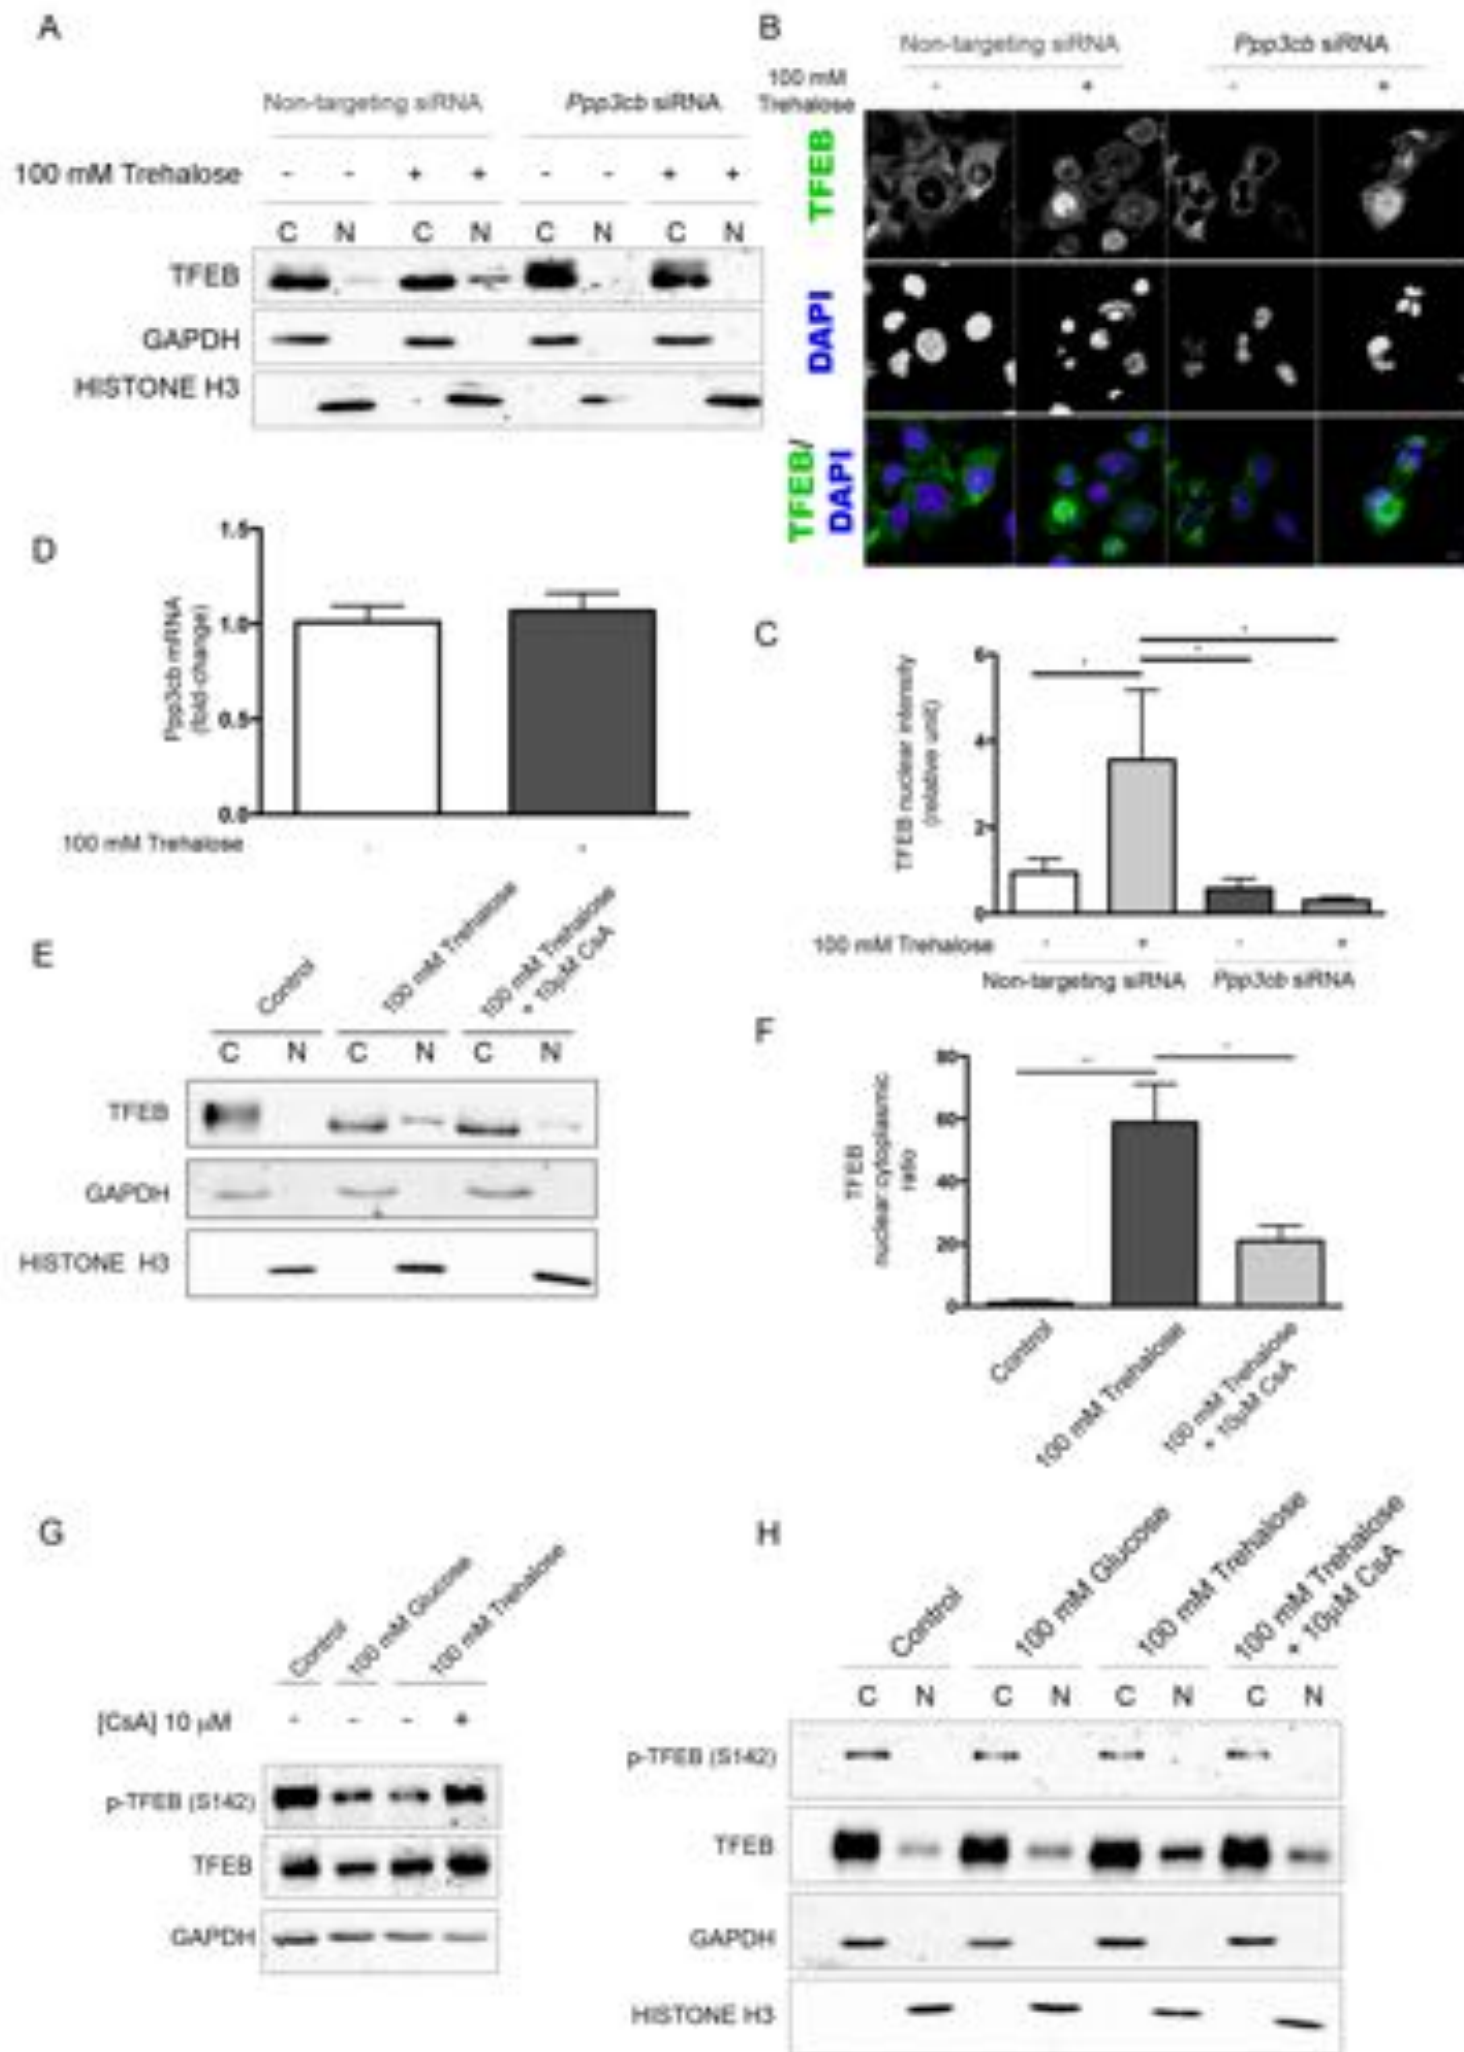 A
Non-targeting siRNA Ppp3cb siRNA
100 mM Trehalose - - + + - - + +
C N C N C N C N
TFEB
GAPDH
HISTONE H3
B
Non-targeting siRNA Ppp3cb siRNA
100 mM
Trehalose - + - +
TFEB
DAPI
TFEB/
DAPI
D
Ppp3cb mRNA
(fold-change)
1.5
1.0
0.5
0.0
100 mM Trehalose - +
C
TFEB nuclear intensity
(relative unit)
6
4
2
0
100 mM Trehalose - + - +
Non-targeting siRNA Ppp3cb siRNA
E
Control
100 mM Trehalose
100 mM Trehalose
+ 10μM CsA
C N C N C N
TFEB
GAPDH
HISTONE H3
F
TFEB
nuclear:cytoplasmic
ratio
80
60
40
20
0
Control
100 mM Trehalose
100 mM Trehalose
+ 10μM CsA
G
Control
100 mM Glucose
100 mM Trehalose
[CsA] 10 μM - - - +
p-TFEB (S142)
TFEB
GAPDH
H
Control
100 mM Glucose
100 mM Trehalose
100 mM Trehalose
+ 10μM CsA
C N C N C N C N
p-TFEB (S142)
TFEB
GAPDH
HISTONE H3